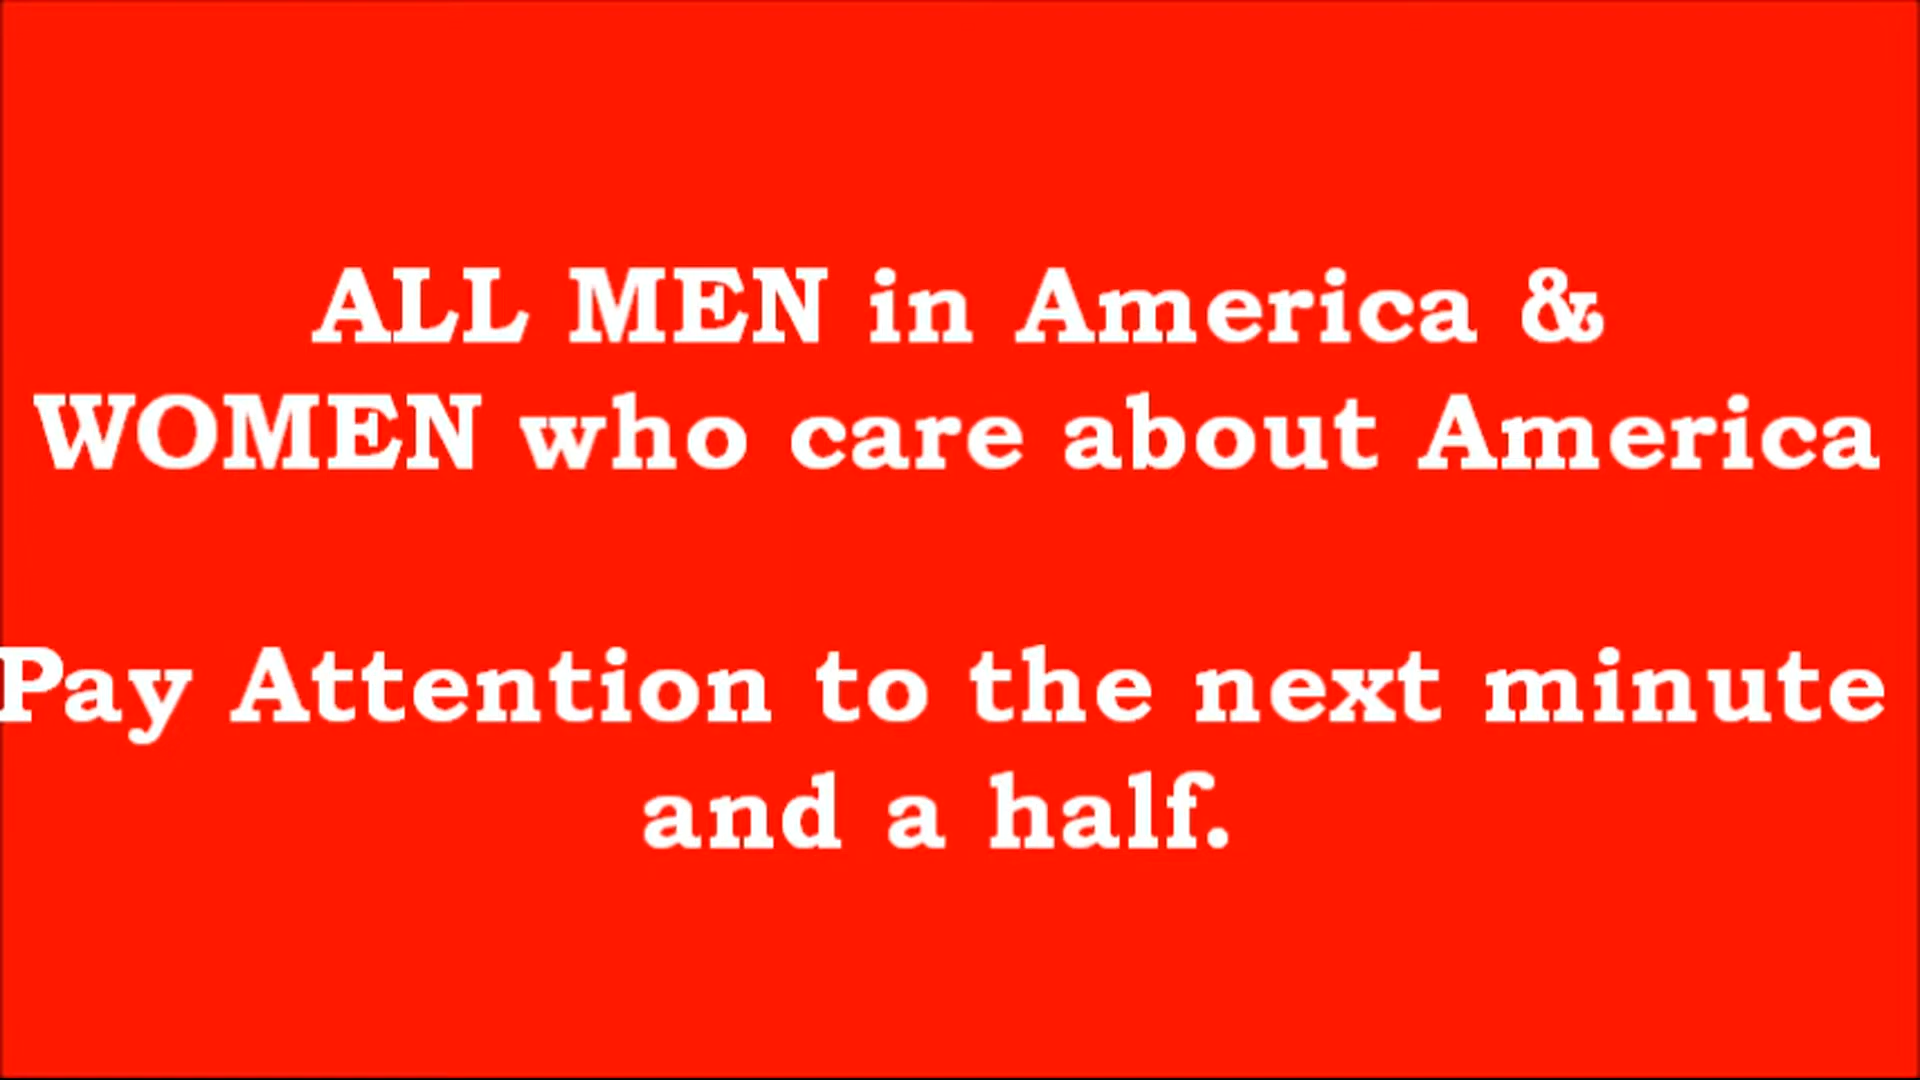 ALL MEN in America &
WOMEN who care about America
Pay Attention to the next minute
and a half.